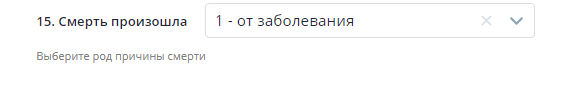 15. Смерть произошла 1 - от заболевания
Выберите род причины смерти